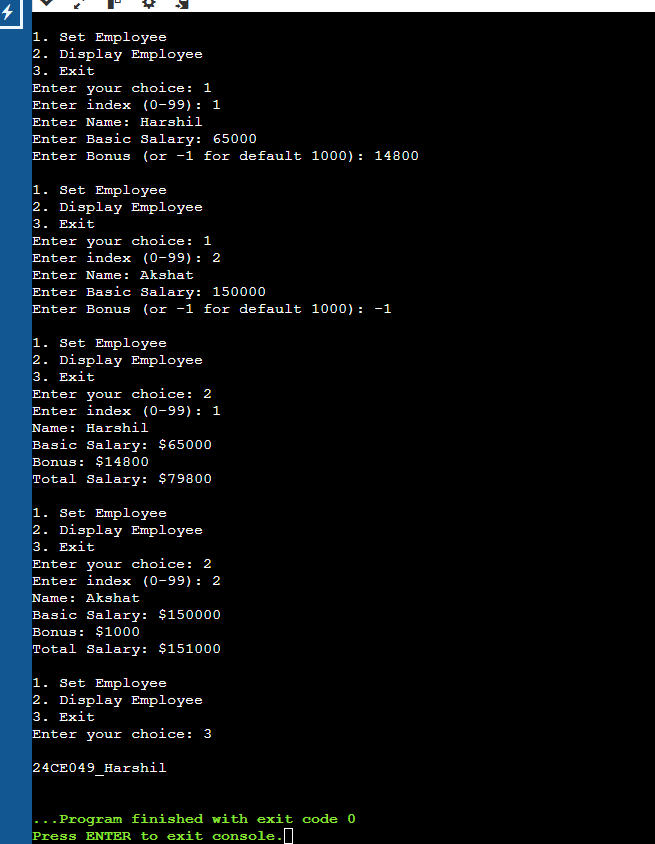 1. Set Employee
2. Display Employee
3. Exit
Enter your choice: 1
Enter index (0-99): 1
Enter Name: Harshil
Enter Basic Salary: 65000
Enter Bonus (or -1 for default 1000): 14800
1. Set Employee
2. Display Employee
3. Exit
Enter your choice: 1
Enter index (0-99): 2
Enter Name: Akshat
Enter Basic Salary: 150000
Enter Bonus (or -1 for default 1000): -1
1. Set Employee
2. Display Employee
3. Exit
Enter your choice: 2
Enter index (0-99): 1
Name: Harshil
Basic Salary: $65000
Bonus: $14800
Total Salary: $79800
1. Set Employee
2. Display Employee
3. Exit
Enter your choice: 2
Enter index (0-99): 2
Name: Akshat
Basic Salary: $150000
Bonus: $1000
Total Salary: $151000
1. Set Employee
2. Display Employee
3. Exit
Enter your choice: 3
24CE049_Harshil
...Program finished with exit code 0
Press ENTER to exit console.